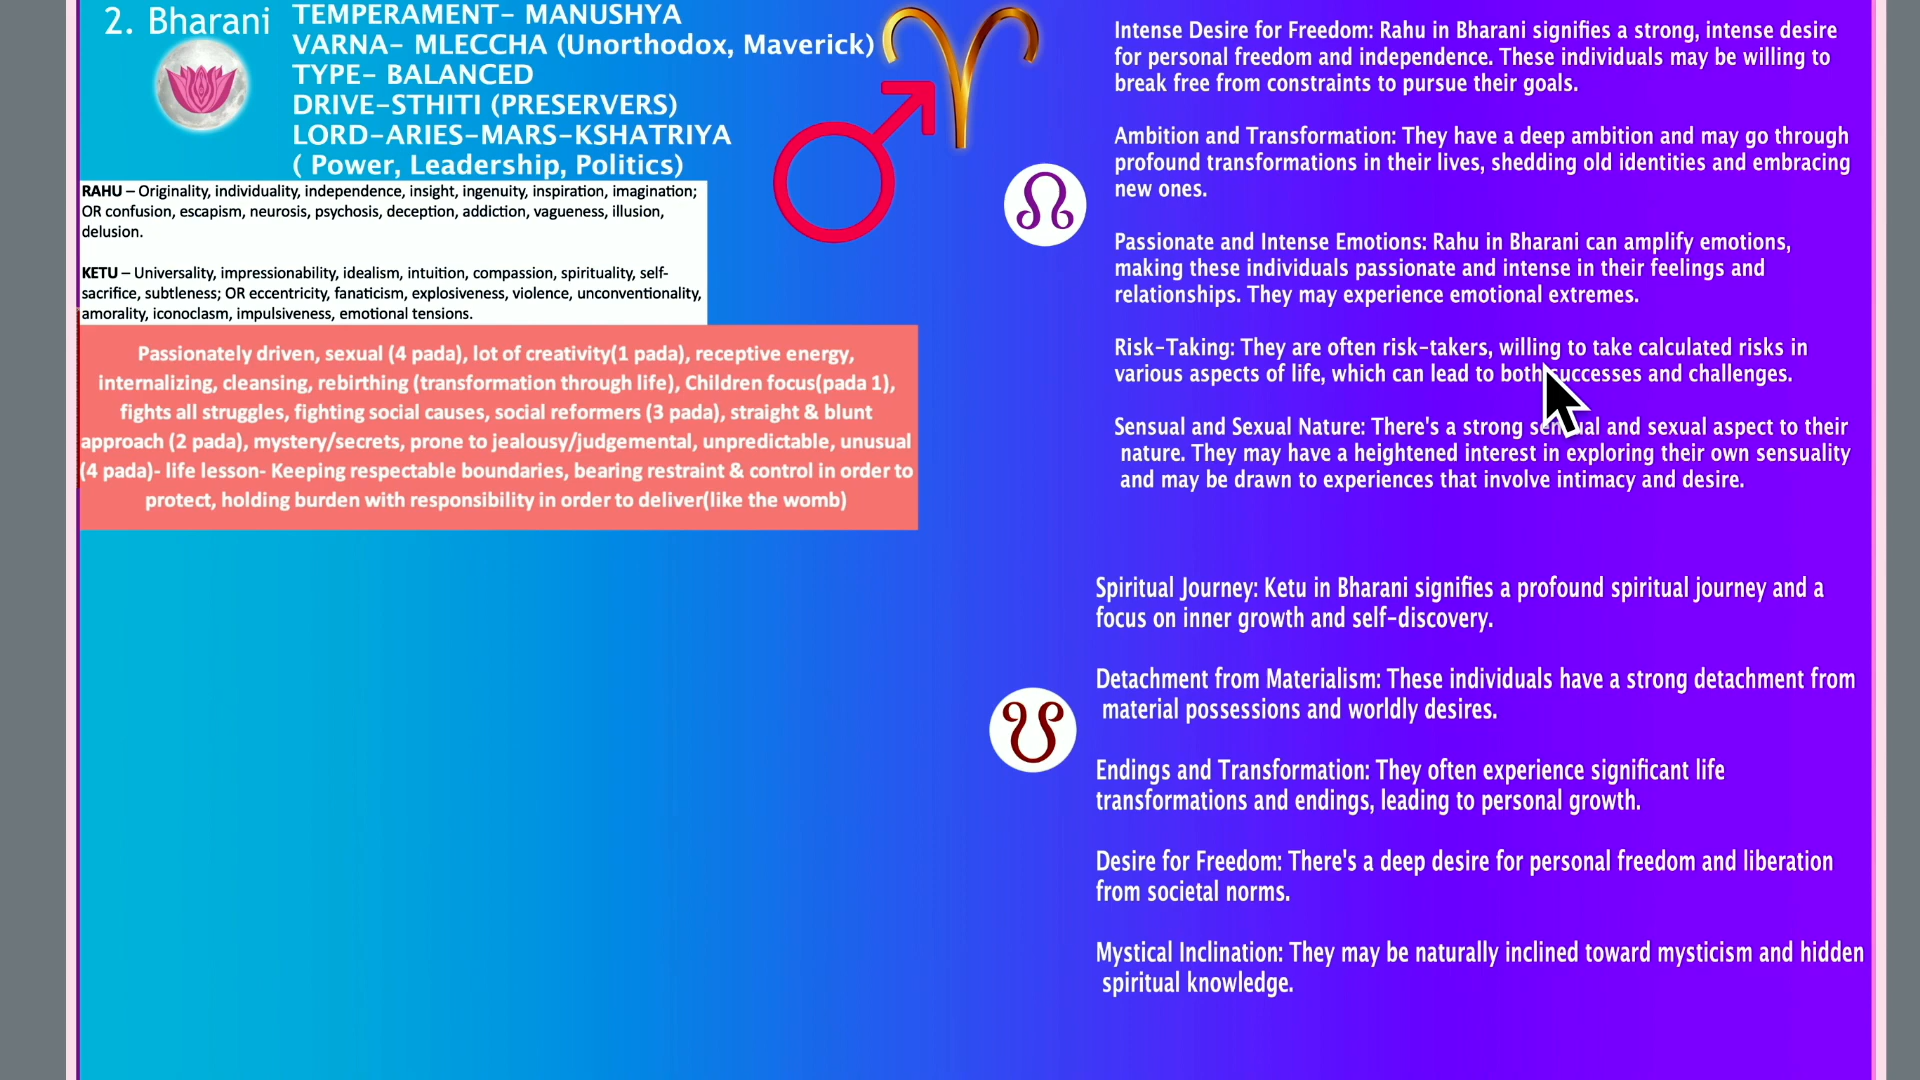 2. Bharani
TEMPERAMENT- MANUSHYA
VARNA- MLECCHA (Unorthodox, Maverick)
TYPE- BALANCED
DRIVE-STHITI (PRESERVERS)
LORD-ARIES-MARS-KSHATRIYA
( Power, Leadership, Politics)
RAHU – Originality, individuality, independence, insight, ingenuity, inspiration, imagination;
OR confusion, escapism, neurosis, psychosis, deception, addiction, vagueness, illusion,
delusion.
KETU – Universality, impressionability, idealism, intuition, compassion, spirituality, self-
sacrifice, subtleness; OR eccentricity, fanaticism, explosiveness, violence, unconventionality,
amorality, iconoclasm, impulsiveness, emotional tensions.
Passionately driven, sexual (4 pada), lot of creativity(1 pada), receptive energy,
internalizing, cleansing, rebirthing (transformation through life), Children focus(pada 1),
fights all struggles, fighting social causes, social reformers (3 pada), straight & blunt
approach (2 pada), mystery/secrets, prone to jealousy/judgemental, unpredictable, unusual
(4 pada)- life lesson- Keeping respectable boundaries, bearing restraint & control in order to
protect, holding burden with responsibility in order to deliver(like the womb)
Intense Desire for Freedom: Rahu in Bharani signifies a strong, intense desire
for personal freedom and independence. These individuals may be willing to
break free from constraints to pursue their goals.
Ambition and Transformation: They have a deep ambition and may go through
profound transformations in their lives, shedding old identities and embracing
new ones.
Passionate and Intense Emotions: Rahu in Bharani can amplify emotions,
making these individuals passionate and intense in their feelings and
relationships. They may experience emotional extremes.
Risk-Taking: They are often risk-takers, willing to take calculated risks in
various aspects of life, which can lead to both successes and challenges.
Sensual and Sexual Nature: There's a strong sensual and sexual aspect to their
nature. They may have a heightened interest in exploring their own sensuality
and may be drawn to experiences that involve intimacy and desire.
Spiritual Journey: Ketu in Bharani signifies a profound spiritual journey and a
focus on inner growth and self-discovery.
Detachment from Materialism: These individuals have a strong detachment from
material possessions and worldly desires.
Endings and Transformation: They often experience significant life
transformations and endings, leading to personal growth.
Desire for Freedom: There's a deep desire for personal freedom and liberation
from societal norms.
Mystical Inclination: They may be naturally inclined toward mysticism and hidden
spiritual knowledge.